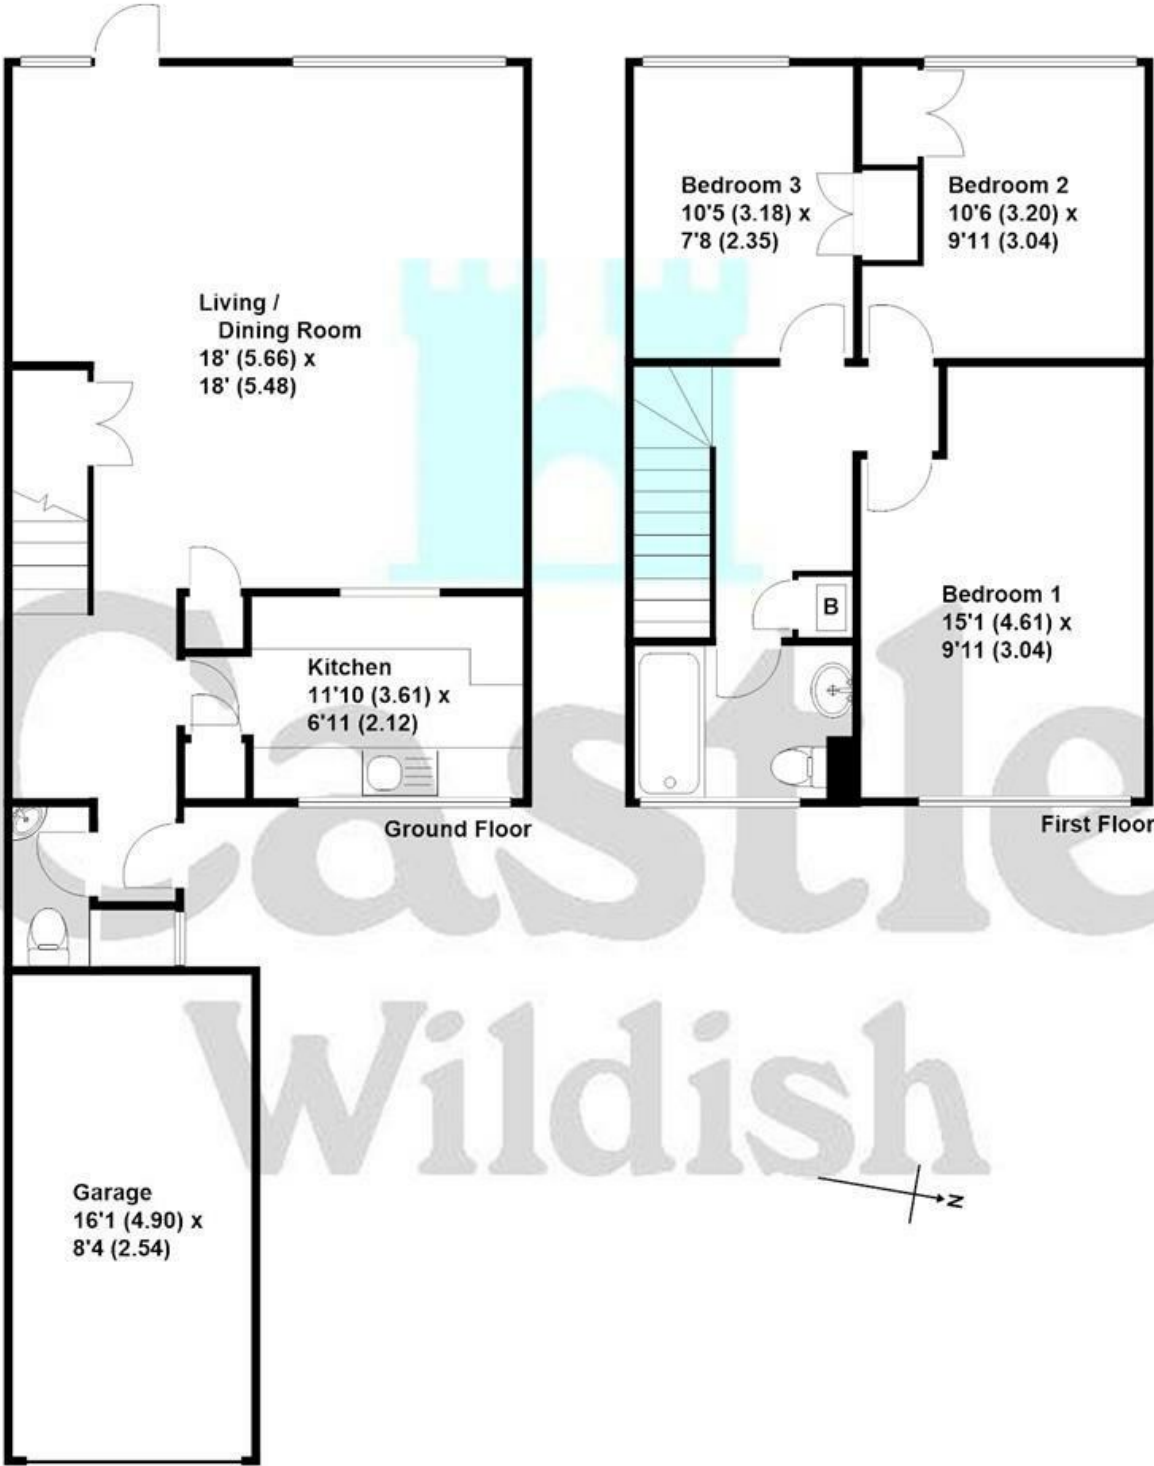 Living /
Dining Room
18' (5.66) x
18' (5.48)
Kitchen
11'10 (3.61) x
6'11 (2.12)
Ground Floor
Garage
16'1 (4.90) x
8'4 (2.54)
Bedroom 3
10'5 (3.18) x
7'8 (2.35)
Bedroom 2
10'6 (3.20) x
9'11 (3.04)
B
Bedroom 1
15'1 (4.61) x
9'11 (3.04)
First Floor
Castle
Wildish
N